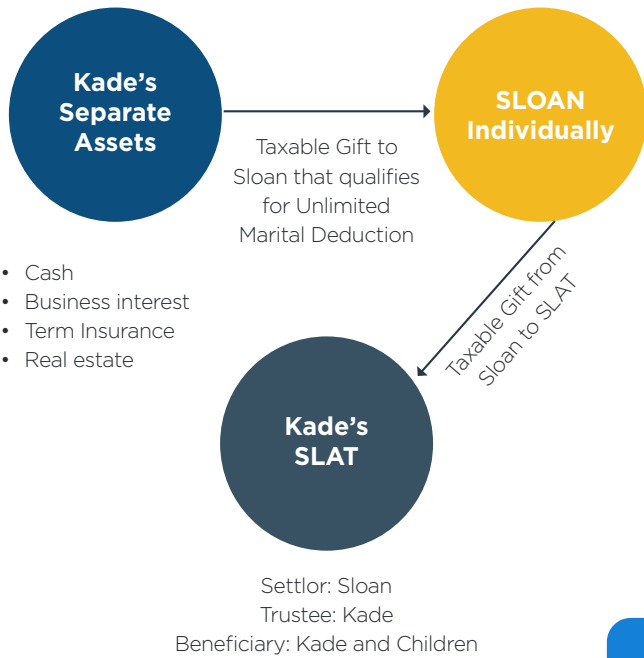 Kade's
Separate
Assets
Taxable Gift to
Sloan that qualifies
for Unlimited
Marital Deduction
SLOAN
Individually
• Cash
• Business interest
• Term Insurance
• Real estate
Taxable Gift from
Sloan to SLAT
Kade's
SLAT
Settlor: Sloan
Trustee: Kade
Beneficiary: Kade and Children